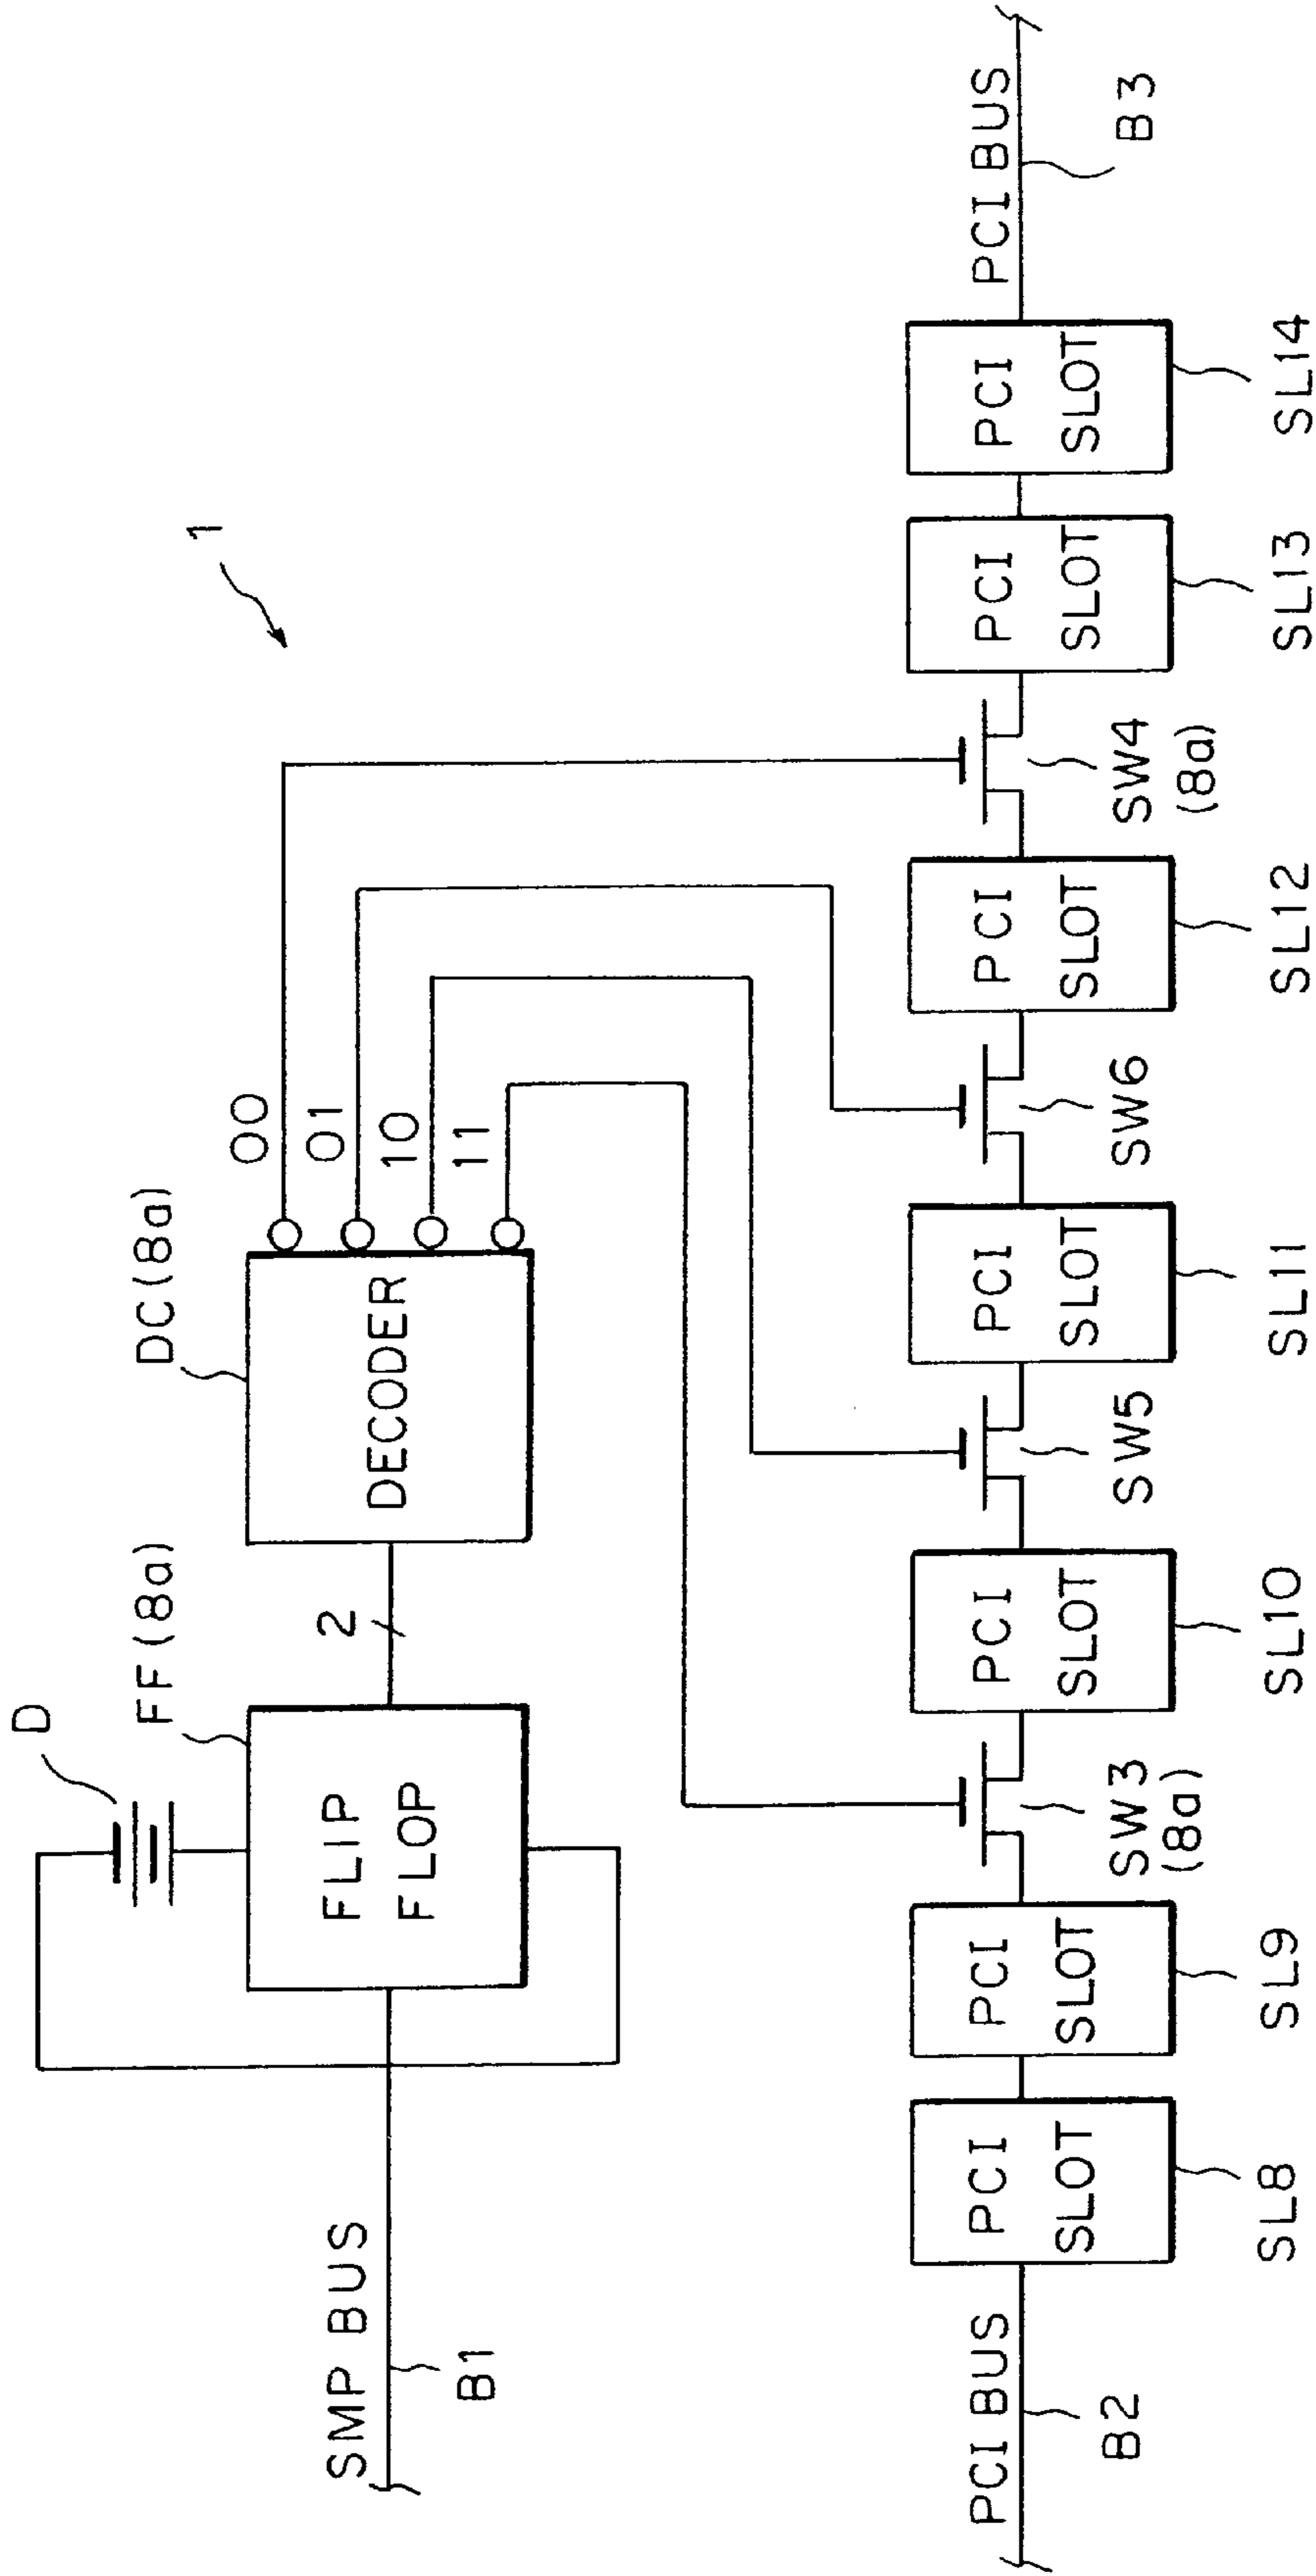 1
D
FF (8a)
DC (8a)
SMP BUS
B1
FLIP
FLOP
2
DECODER
00
01
10
11
PCI BUS
B2
PCI
SLOT
SL8
PCI
SLOT
SL9
SW3
(8a)
PCI
SLOT
SL10
SW5
PCI
SLOT
SL11
SW6
PCI
SLOT
SL12
SW4
(8a)
PCI
SLOT
SL13
PCI
SLOT
SL14
PCI BUS
B3